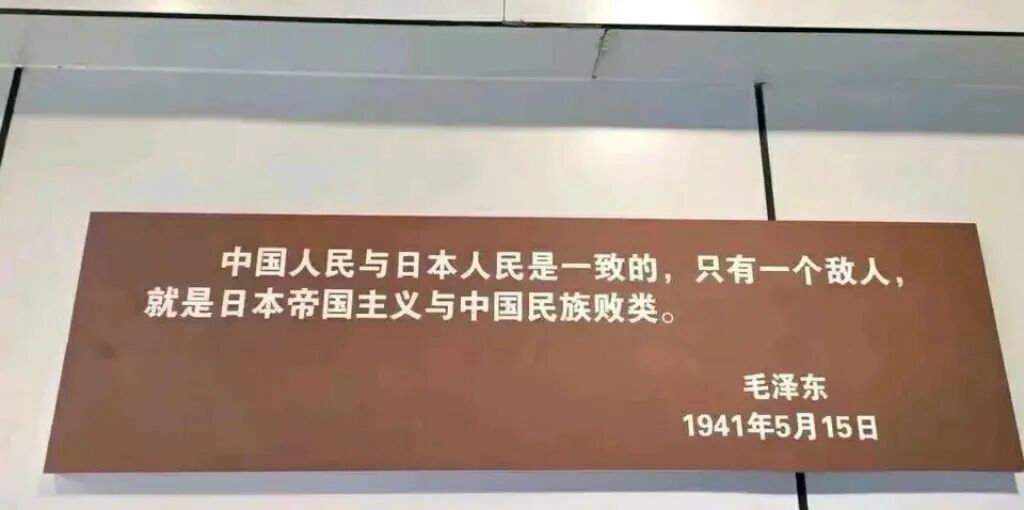 中国人民与日本人民是一致的，只有一个敌人，
就是日本帝国主义与中国民族败类。
毛泽东
1941年5月15日